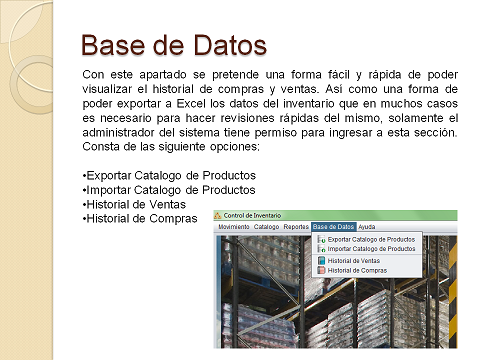 Base de Datos
Con este apartado se pretende una forma fácil y rápida de poder
visualizar el historial de compras y ventas. Así como una forma de
poder exportar a Excel los datos del inventario que en muchos casos
es necesario para hacer revisiones rápidas del mismo, solamente el
administrador del sistema tiene permiso para ingresar a esta sección.
Consta de las siguiente opciones:
•Exportar Catalogo de Productos
•Importar Catalogo de Productos
•Historial de Ventas
•Historial de Compras
Control de Inventario
Movimiento Catalogo Reportes Base de Datos Ayuda
Exportar Catalogo de Productos
Importar Catalogo de Productos
Historial de Ventas
Historial de Compras